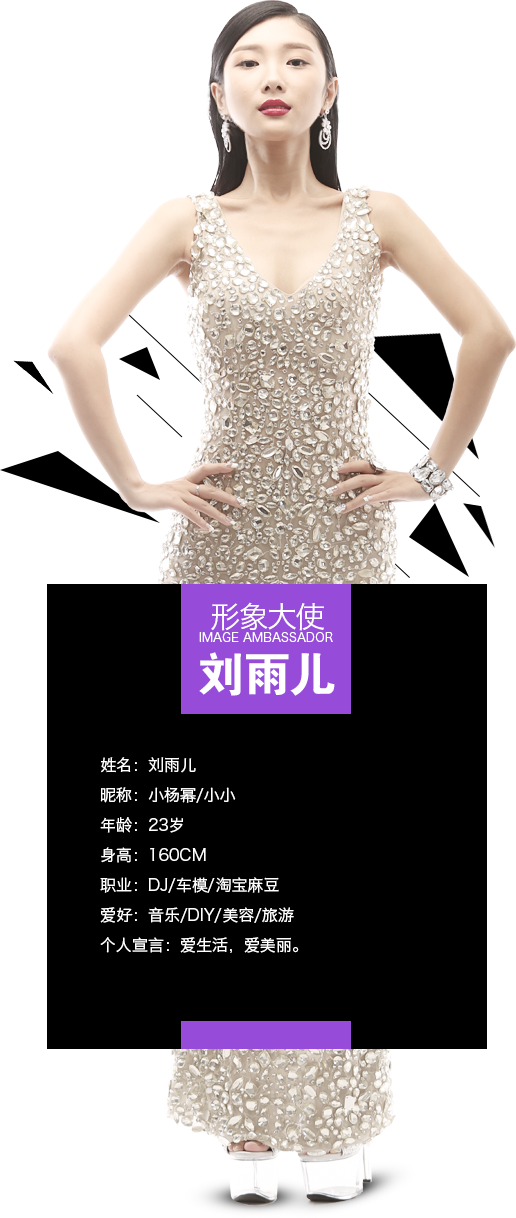 形象大使
IMAGE AMBASSADOR
刘雨儿
姓名：刘雨儿
昵称：小杨幂/小小
年龄：23岁
身高：160CM
职业：DJ/车模/淘宝麻豆
爱好：音乐/DIY/美容/旅游
个人宣言：爱生活，爱美丽。